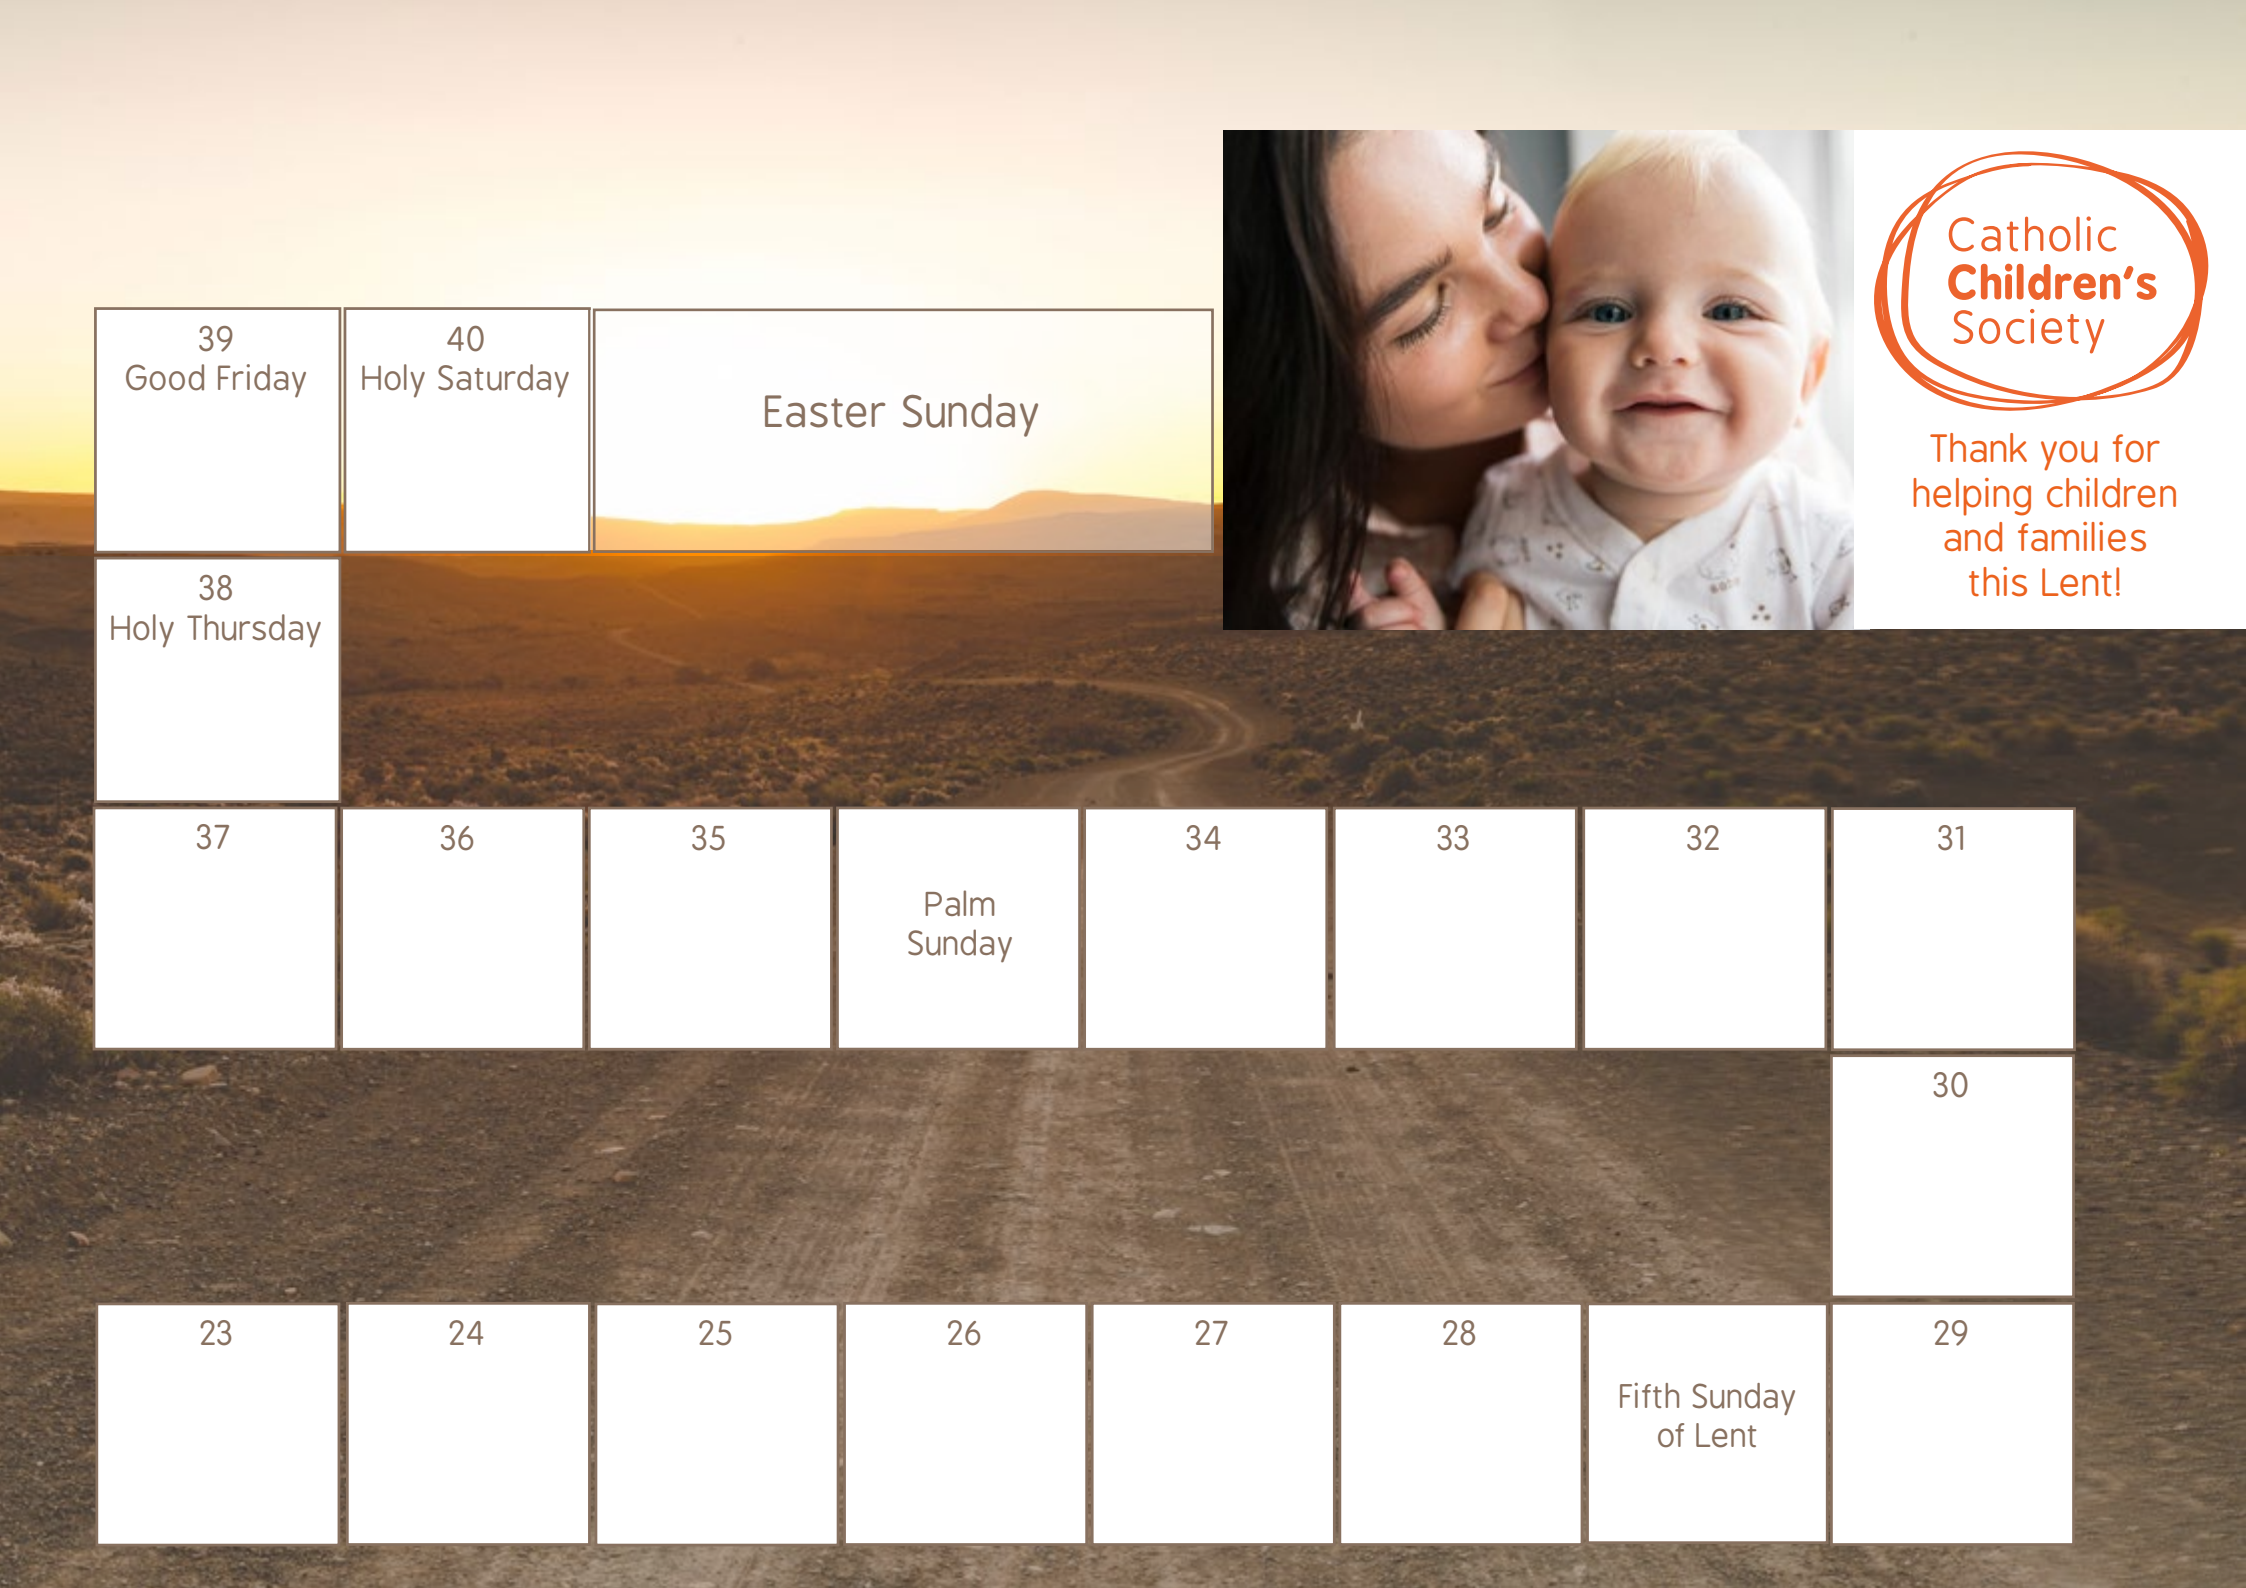 Catholic
Children's
Society
Thank you for
helping children
and families
this Lent!
39
Good Friday
40
Holy Saturday
Easter Sunday
38
Holy Thursday
37
36
35
Palm
Sunday
34
33
32
31
30
23
24
25
26
27
28
Fifth Sunday
of Lent
29